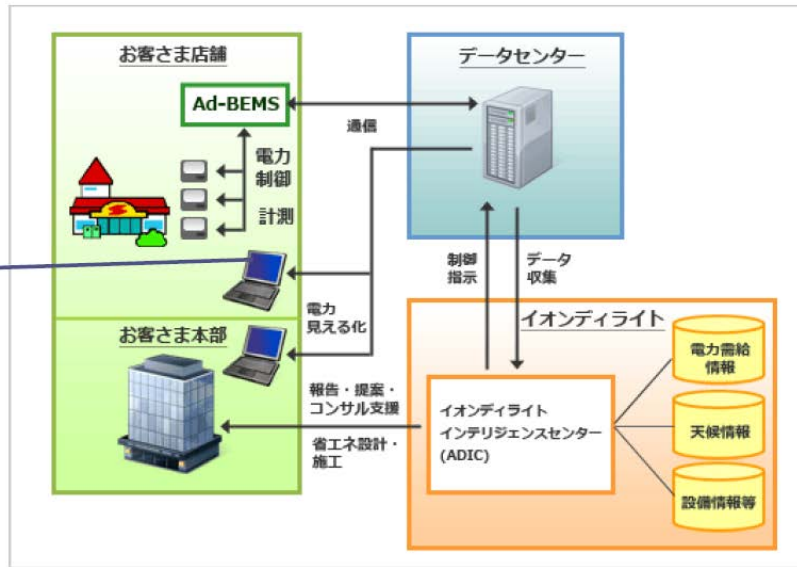 お客さま店舗
Ad-BEMS
電力
制御
計測
お客さま本部
データセンター
通信
電力
見える化
制御
指示
データ
収集
報告・提案・
コンサル支援
省エネ設計・
施工
イオンディライト
イオンディライト
インテリジェンスセンター
(ADIC)
電力需給
情報
天候情報
設備情報等